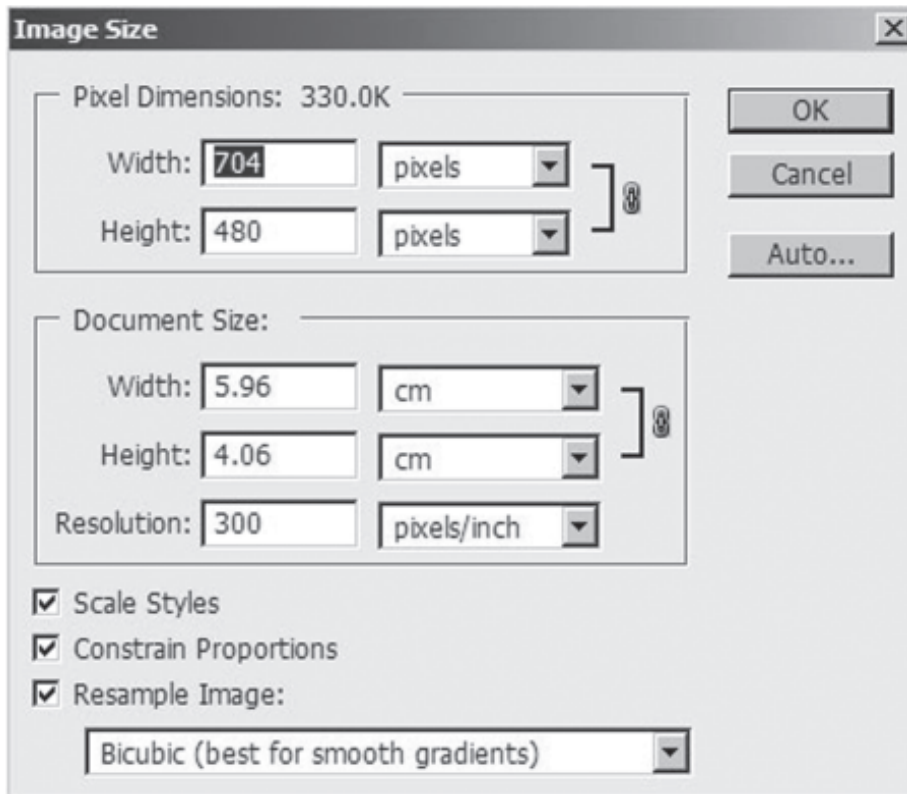 Image Size
Pixel Dimensions: 330.0K
Width: 704 pixels
Height: 480 pixels
OK
Cancel
Auto...
Document Size:
Width: 5.96 cm
Height: 4.06 cm
Resolution: 300 pixels/inch
Scale Styles
Constrain Proportions
Resample Image:
Bicubic (best for smooth gradients)